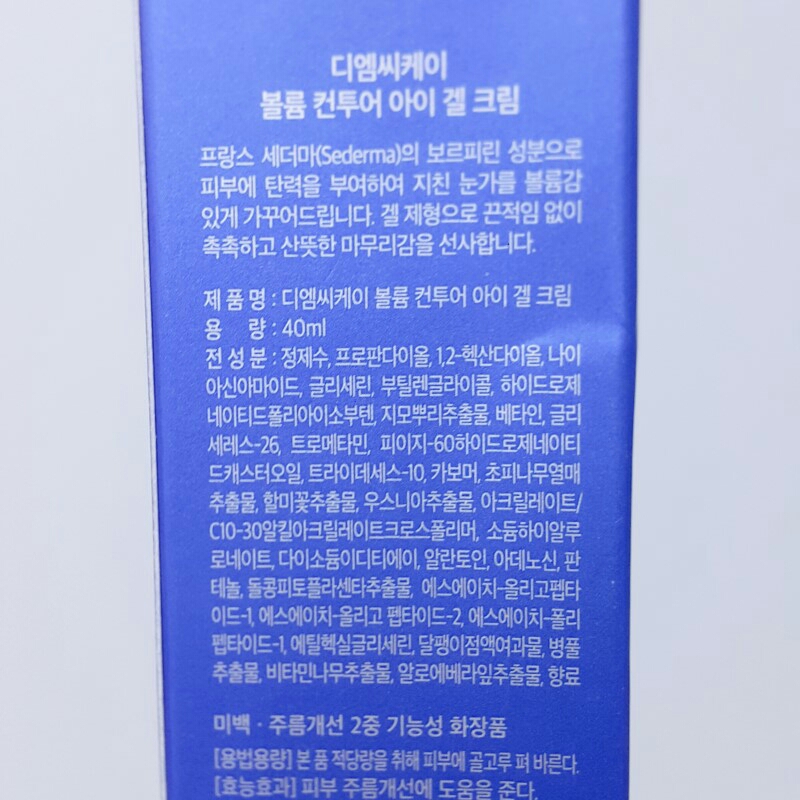 디엠씨케이
볼륨 컨투어 아이 겔 크림
프랑스 세더마(Sederma)의 보르피린 성분으로
피부에 탄력을 부여하여 지친 눈가를 볼륨감
있게 가꾸어드립니다. 겔 제형으로 끈적임 없이
촉촉하고 산뜻한 마무리감을 선사합니다.
제 품 명 : 디엠씨케이 볼륨 컨투어 아이 겔 크림
용 량 : 40ml
전 성 분 : 정제수, 프로판다이올, 1,2-헥산다이올, 나이
아신아마이드, 글리세린, 부틸렌글라이콜, 하이드로제
네이티드폴리아이소부텐, 지모뿌리추출물, 베타인, 글리
세레스-26, 트로메타민, 피이지-60하이드로제네이티
드캐스터오일, 트라이데세스-10, 카보머, 초피나무열매
추출물, 할미꽃추출물, 우스니아추출물, 아크릴레이트/
C10-30알킬아크릴레이트크로스폴리머, 소듐하이알루
로네이트, 다이소듐이디티에이, 알란토인, 아데노신, 판
테놀, 돌콩피토플라센타추출물, 에스에이치-올리고펩타
이드-1, 에스에이치-올리고 펩타이드-2, 에스에이치-폴리
펩타이드-1, 에틸헥실글리세린, 달팽이점액여과물, 병풀
추출물, 비타민나무추출물, 알로에베라잎추출물, 향료
미백 · 주름개선 2중 기능성 화장품
[용법용량] 본 품 적당량을 취해 피부에 골고루 펴 바른다.
[효능효과] 피부 주름개선에 도움을 준다.